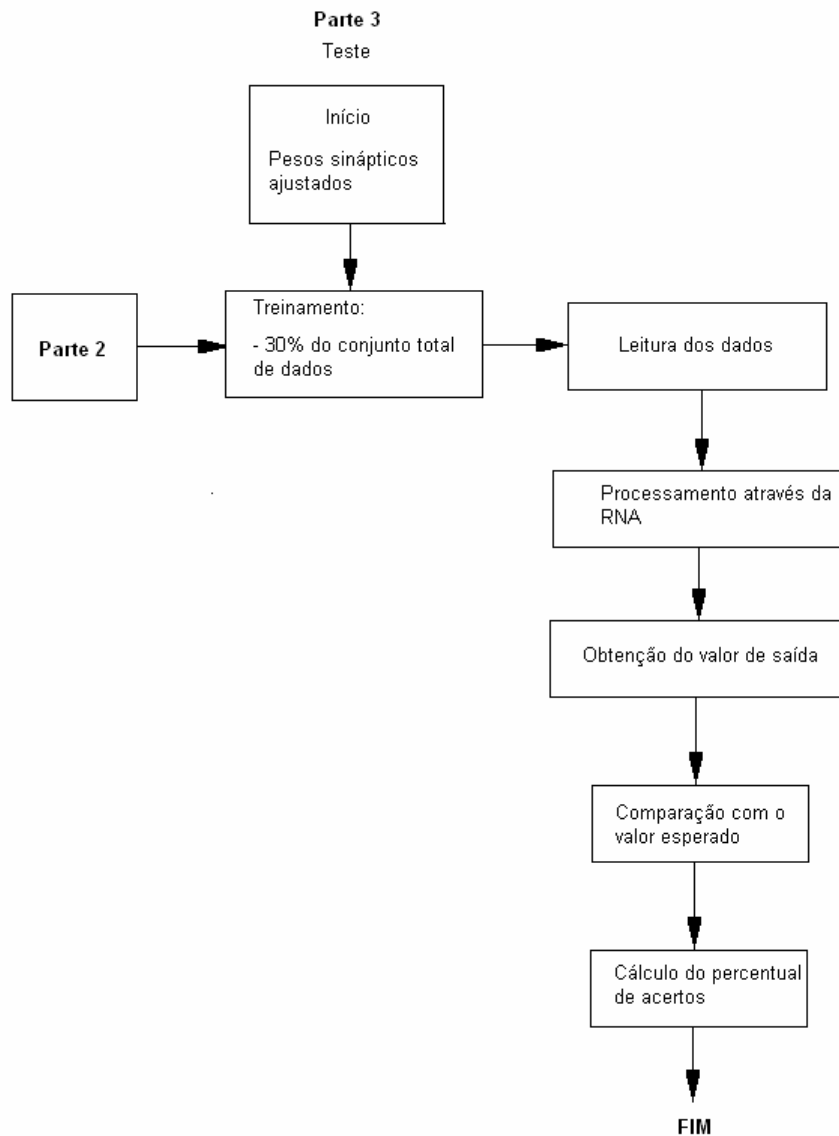 Parte 3
Teste
Início
Pesos sinápticos
ajustados
Parte 2
Treinamento:
- 30% do conjunto total
de dados
Leitura dos dados
Processamento através da
RNA
Obtenção do valor de saída
Comparação com o
valor esperado
Cálculo do percentual
de acertos
FIM